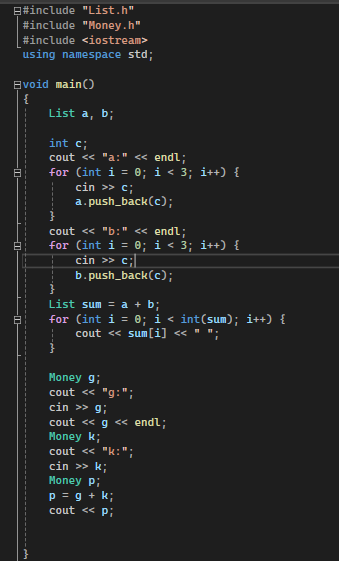 #include "List.h"
#include "Money.h"
#include <iostream>
using namespace std;
void main()
{
List a, b;
int c;
cout << "a:" << endl;
for (int i = 0; i < 3; i++) {
cin >> c;
a.push_back(c);
}
cout << "b:" << endl;
for (int i = 0; i < 3; i++) {
cin >> c;
b.push_back(c);
}
List sum = a + b;
for (int i = 0; i < int(sum); i++) {
cout << sum[i] << " ";
}
Money g;
cout << "g:";
cin >> g;
cout << g << endl;
Money k;
cout << "k:";
cin >> k;
Money p;
p = g + k;
cout << p;
}